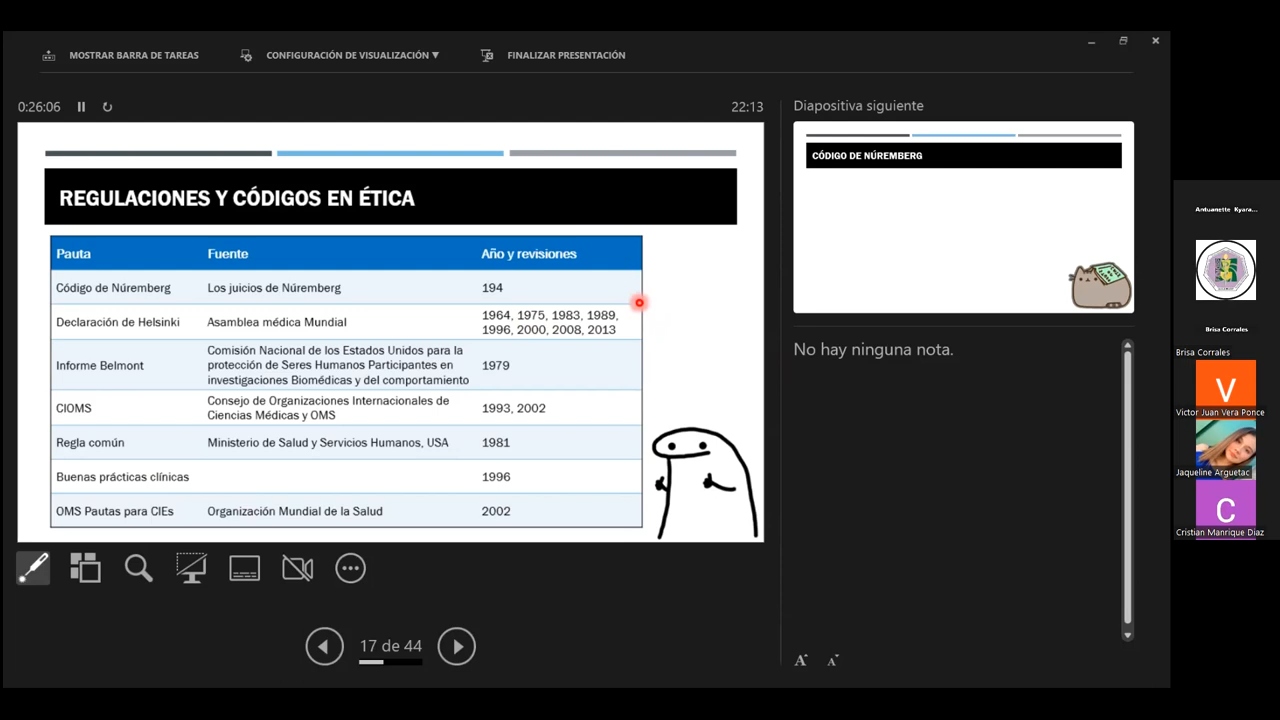 MOSTRAR BARRA DE TAREAS
CONFIGURACIÓN DE VISUALIZACIÓN ▼
FINALIZAR PRESENTACIÓN
0:26:06
22:13
REGULACIONES Y CÓDIGOS EN ÉTICA
Pauta Fuente Año y revisiones
Código de Núremberg Los juicios de Núremberg 194
Declaración de Helsinki Asamblea médica Mundial 1964, 1975, 1983, 1989,
1996, 2000, 2008, 2013
Informe Belmont Comisión Nacional de los Estados Unidos para la
protección de Seres Humanos Participantes en
investigaciones Biomédicas y del comportamiento
1979
CIOMS Consejo de Organizaciones Internacionales de
Ciencias Médicas y OMS
1993, 2002
Regla común Ministerio de Salud y Servicios Humanos, USA 1981
Buenas prácticas clínicas 1996
OMS Pautas para CIEs Organización Mundial de la Salud 2002
17 de 44
Diapositiva siguiente
CÓDIGO DE NÚREMBERG
No hay ninguna nota.
A A
Antuanette Kyara...
Brisa Corrales
Brisa Corrales
V
Victor Juan Vera Ponce
Jaqueline Arguetac
C
Cristian Manrique Diaz